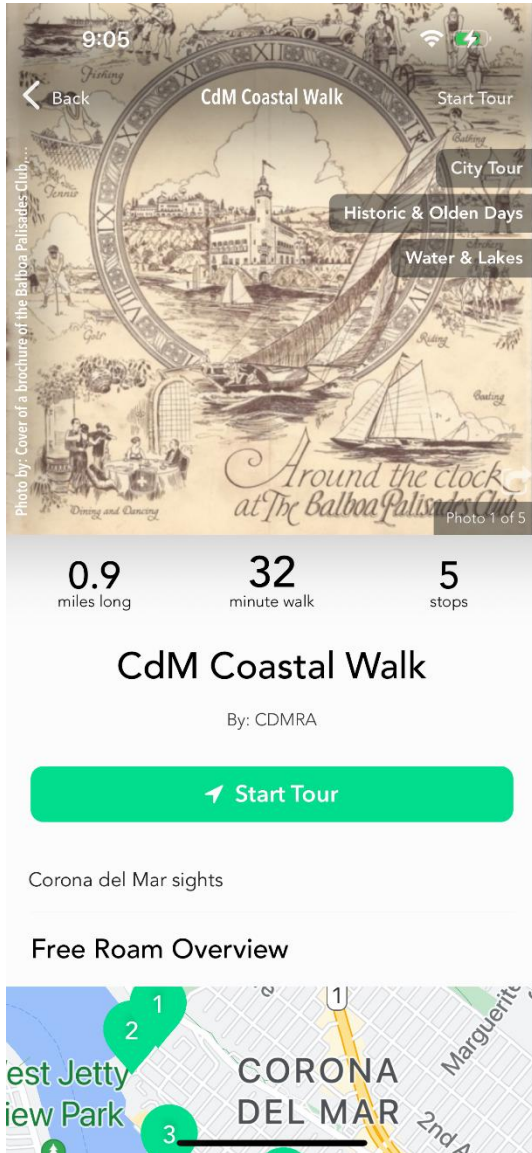 9:05
Back
CdM Coastal Walk
Start Tour
City Tour
Historic & Olden Days
Water & Lakes
Photo by: Cover of a brochure of the Balboa Palisades Club,...
Fishing
Bathing
Tennis
Archery
Golf
Riding
Boating
Dining and Dancing
XI XII I
Around the clock
at The Balboa Palisades Club
Photo 1 of 5
0.9
miles long
32
minute walk
5
stops
CdM Coastal Walk
By: CDMRA
Start Tour
Corona del Mar sights
Free Roam Overview
1
2
3
1
est Jetty
iew Park
CORONA
DEL MAR
Marguerite
2nd A